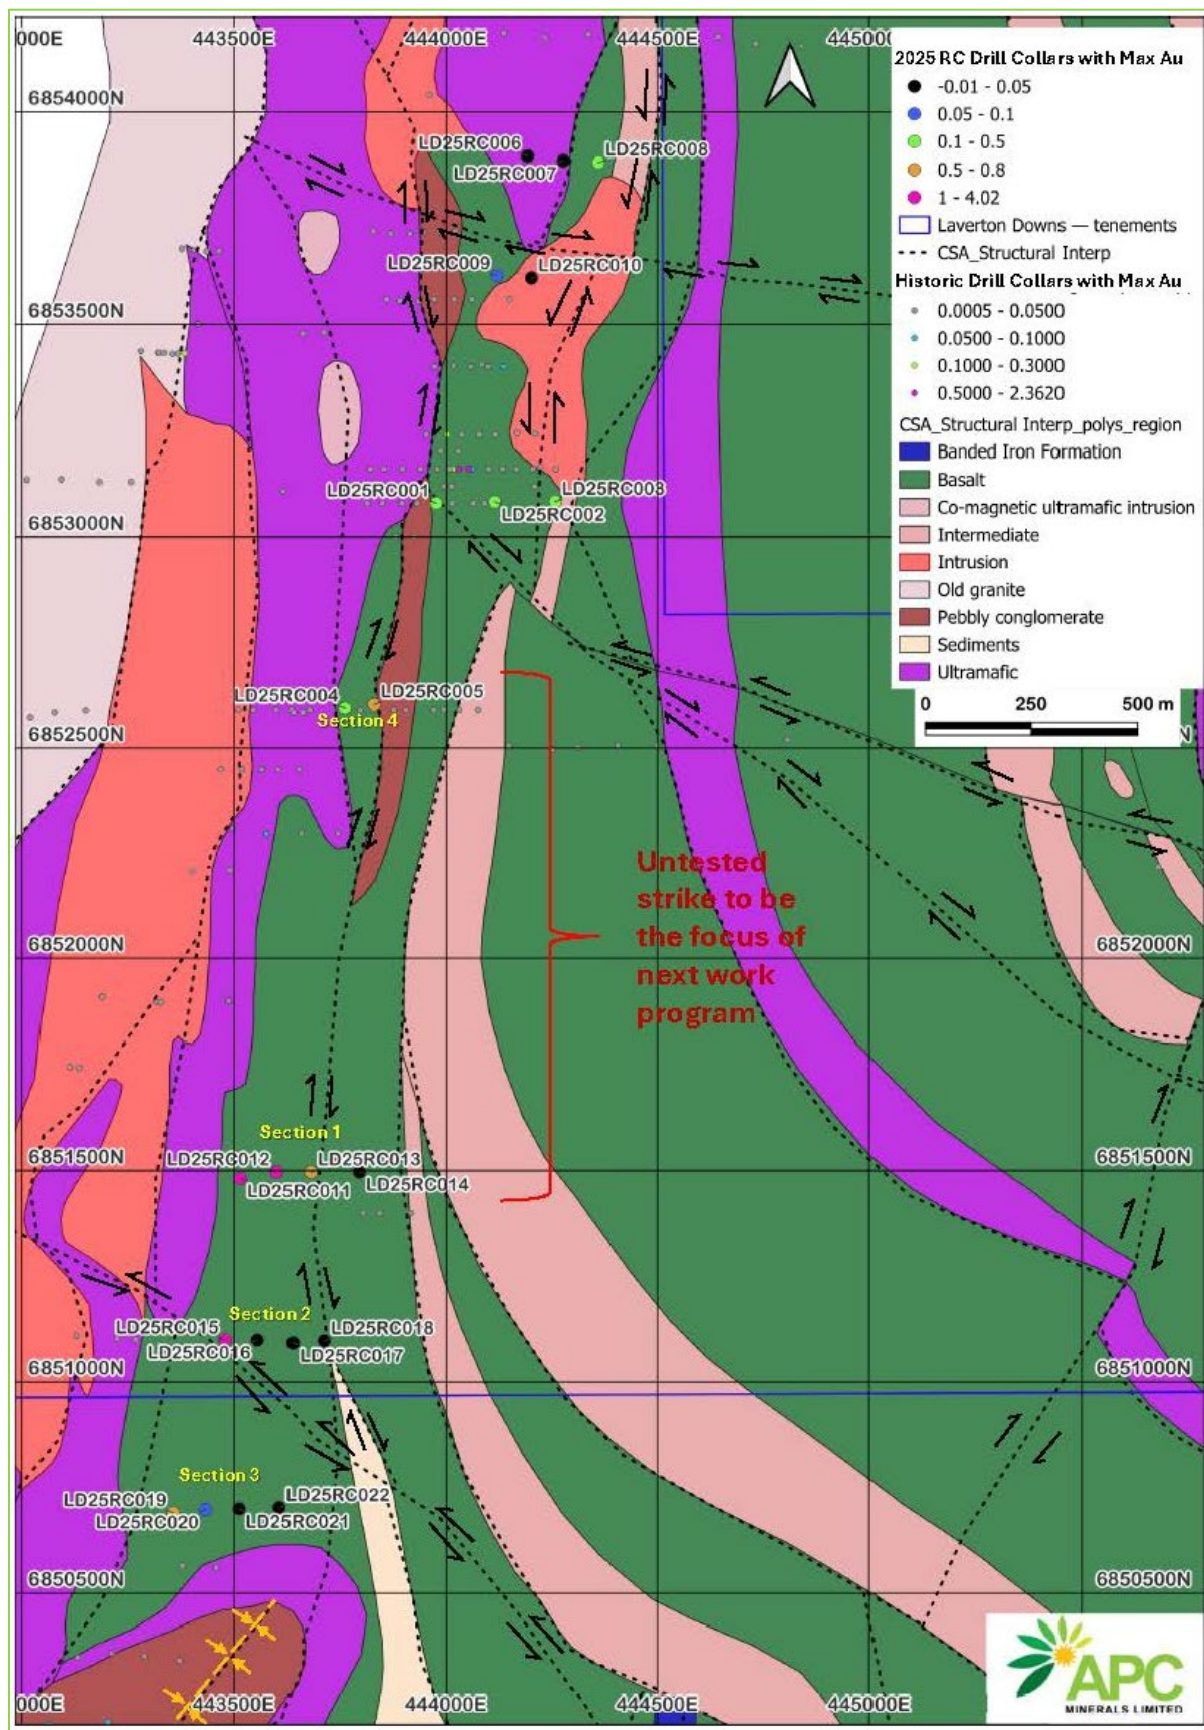 000E
443500E
444000E
444500E
2025 RC Drill Collars with Max Au
-0.01 - 0.05
0.05 - 0.1
0.1 - 0.5
0.5 - 0.8
1 - 4.02
Laverton Downs — tenements
CSA_Structural Interp
Historic Drill Collars with Max Au
0.0005 - 0.0500
0.0500 - 0.1000
0.1000 - 0.3000
0.5000 - 2.3620
CSA_Structural Interp_polys_region
Banded Iron Formation
Basalt
Co-magnetic ultramafic intrusion
Intermediate
Intrusion
Old granite
Pebbly conglomerate
Sediments
Ultramafic
0
250
500 m
6854000N
LD25RC006
LD25RC007
LD25RC008
LD25RC009
LD25RC010
6853500N
LD25RC001
LD25RC008
LD25RC002
6853000N
LD25RC004
LD25RC005
Section 4
6852500N
N
Untested
strike to be
the focus of
next work
program
6852000N
6852000N
Section 1
LD25RC012
LD25RC013
LD25RC011
LD25RC014
6851500N
6851500N
Section 2
LD25RC015
LD25RC018
LD25RC016
LD25RC017
6851000N
6851000N
Section 3
LD25RC019
LD25RC022
LD25RC020
LD25RC021
6850500N
6850500N
000E
443500E
444000E
444500E
445000E
APC
MINERALS LIMITED